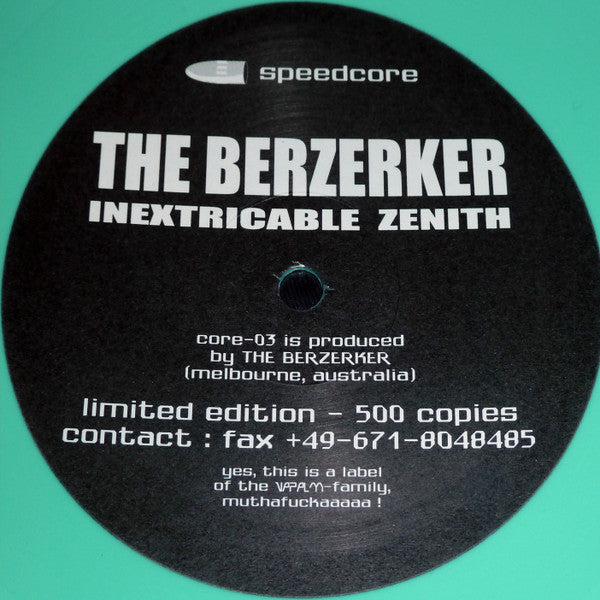 speedcore
THE BERZERKER
INEXTRICABLE ZENITH
core-03 is produced
by THE BERZERKER
(melbourne, australia)
limited edition - 500 copies
contact : fax +49-671-8048485
yes, this is a label
of the NAPALM-family,
muthafuckaaaaa !